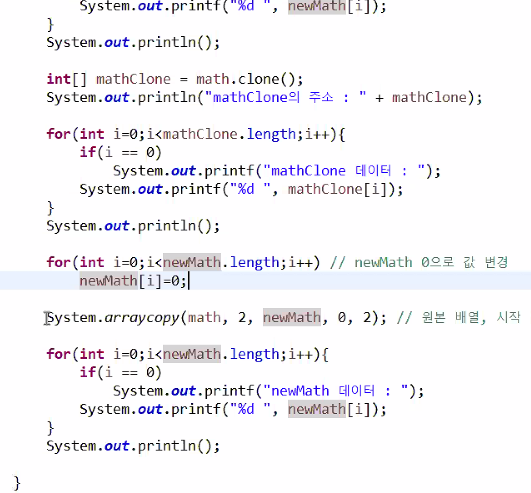 System.out.printf("%d ", newMath[i]);
}
System.out.println();
int[] mathClone = math.clone();
System.out.println("mathClone의 주소 : " + mathClone);
for(int i=0;i<mathClone.length;i++){
if(i == 0)
System.out.printf("mathClone 데이터 : ");
System.out.printf("%d ", mathClone[i]);
}
System.out.println();
for(int i=0;i<newMath.length;i++) // newMath 0으로 값 변경
newMath[i]=0;
System.arraycopy(math, 2, newMath, 0, 2); // 원본 배열, 시작
for(int i=0;i<newMath.length;i++){
if(i == 0)
System.out.printf("newMath 데이터 : ");
System.out.printf("%d ", newMath[i]);
}
System.out.println();
}